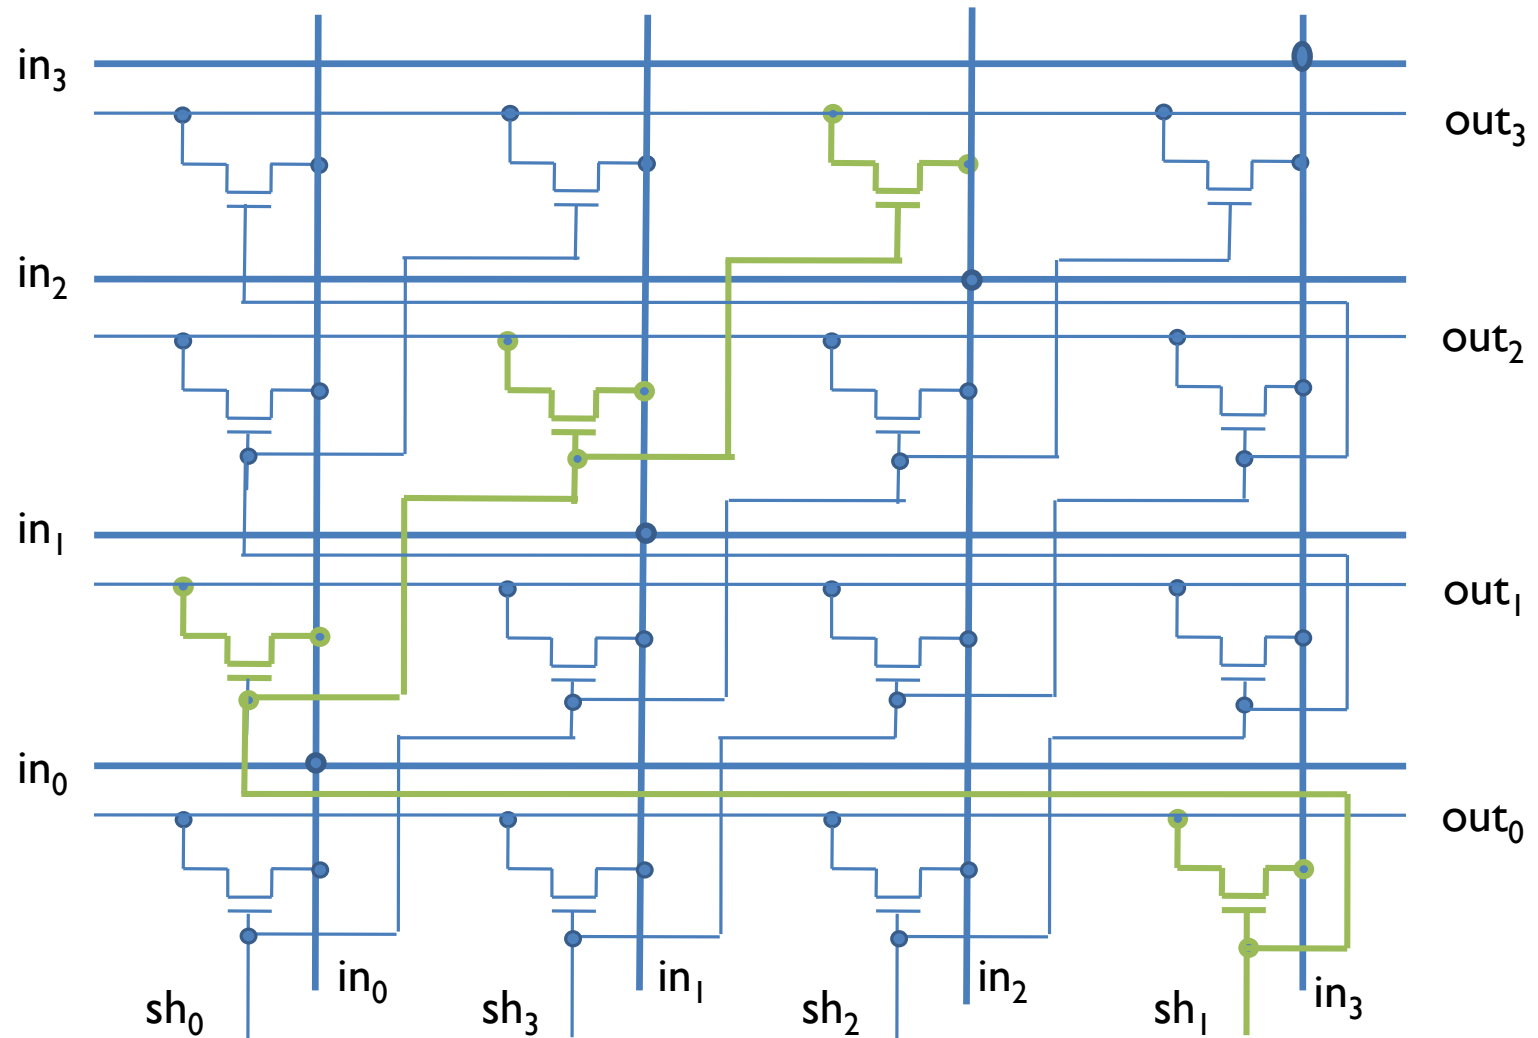 in₃
out₃
in₂
out₂
in₁
out₁
in₀
out₀
in₀
in₁
in₂
in₃
sh₀
sh₃
sh₂
sh₁